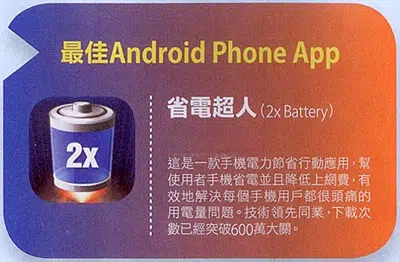 最佳Android Phone App
省電超人(2x Battery)
2x
這是一款手機電力節省行動應用，幫
使用者手機省電並且降低上網費，有
效地解決每個手機用戶都很頭痛的
用電量問題。技術領先同業，下載次
數已經突破600萬大關。